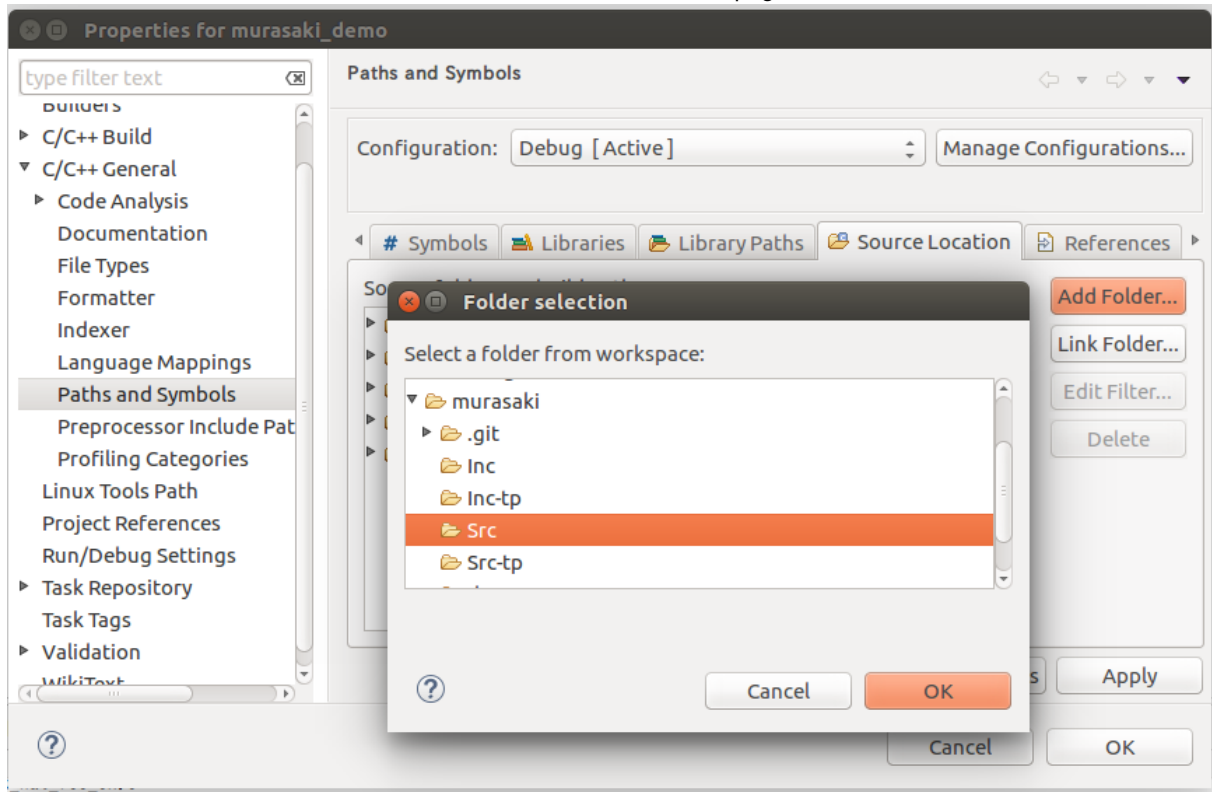 Properties for murasaki_demo
type filter text
Paths and Symbols
Builders
C/C++ Build
C/C++ General
Code Analysis
Documentation
File Types
Formatter
Indexer
Language Mappings
Paths and Symbols
Preprocessor Include Pat
Profiling Categories
Linux Tools Path
Project References
Run/Debug Settings
Task Repository
Task Tags
Validation
WikiText
Configuration: Debug [Active] Manage Configurations...
# Symbols Libraries Library Paths Source Location References
So
Add Folder...
Link Folder...
Edit Filter...
Delete
Folder selection
Select a folder from workspace:
murasaki
.git
Inc
Inc-tp
Src
Src-tp
Cancel OK
s Apply
Cancel OK